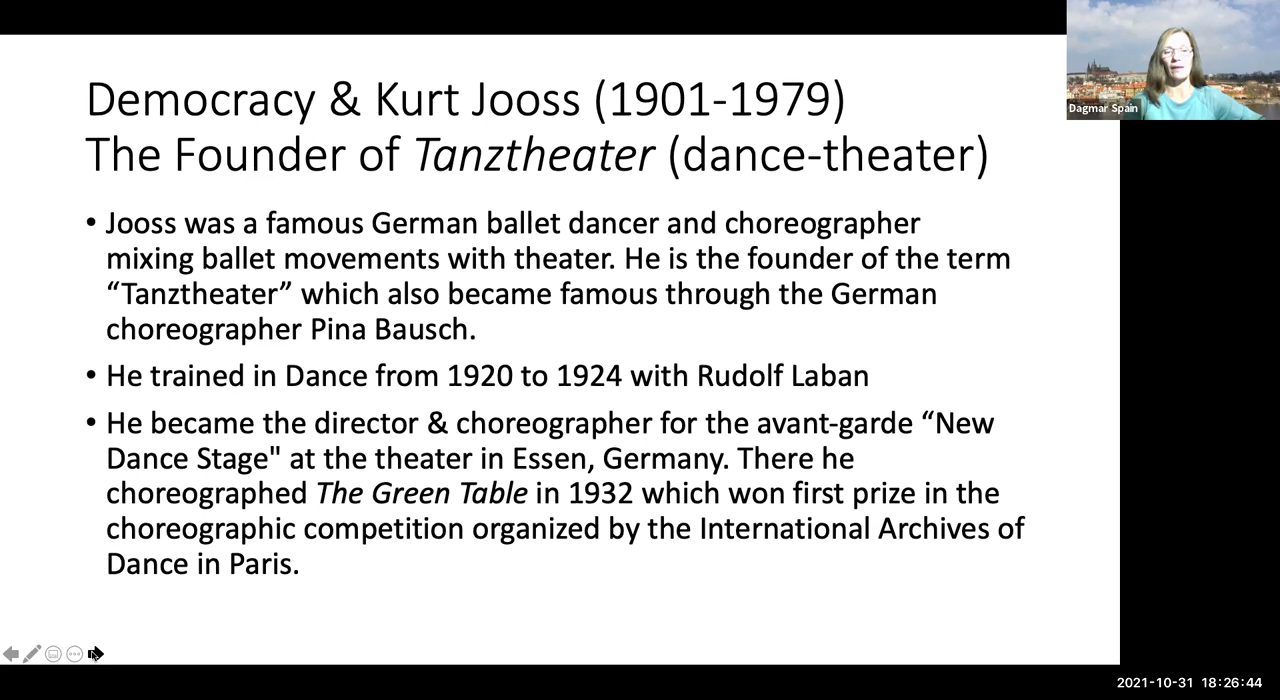 Democracy & Kurt Jooss (1901-1979)
The Founder of Tanztheater (dance-theater)
• Jooss was a famous German ballet dancer and choreographer
mixing ballet movements with theater. He is the founder of the term
“Tanztheater” which also became famous through the German
choreographer Pina Bausch.
• He trained in Dance from 1920 to 1924 with Rudolf Laban
• He became the director & choreographer for the avant-garde “New
Dance Stage" at the theater in Essen, Germany. There he
choreographed The Green Table in 1932 which won first prize in the
choreographic competition organized by the International Archives of
Dance in Paris.
Dagmar Spain
2021-10-31 18:26:44